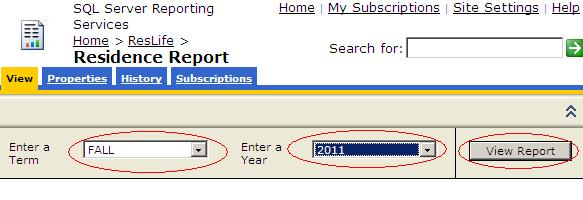 SQL Server Reporting
Services
Home | My Subscriptions | Site Settings | Help
Home > ResLife >
Residence Report
Search for:
View Properties History Subscriptions
Enter a
Term
FALL
Enter a
Year
2011
View Report